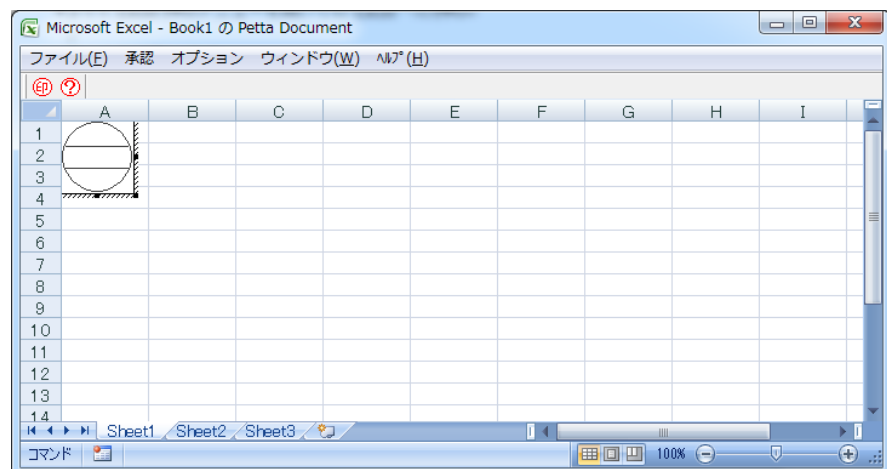 Microsoft Excel - Book1 の Petta Document
ファイル(F) 承認 オプション ウィンドウ(W) ﾍﾙﾌﾟ(H)
印 ?
A B C D E F G H I
1
2
3
4
5
6
7
8
9
10
11
12
13
14
Sheet1 Sheet2 Sheet3
コマンド 100%